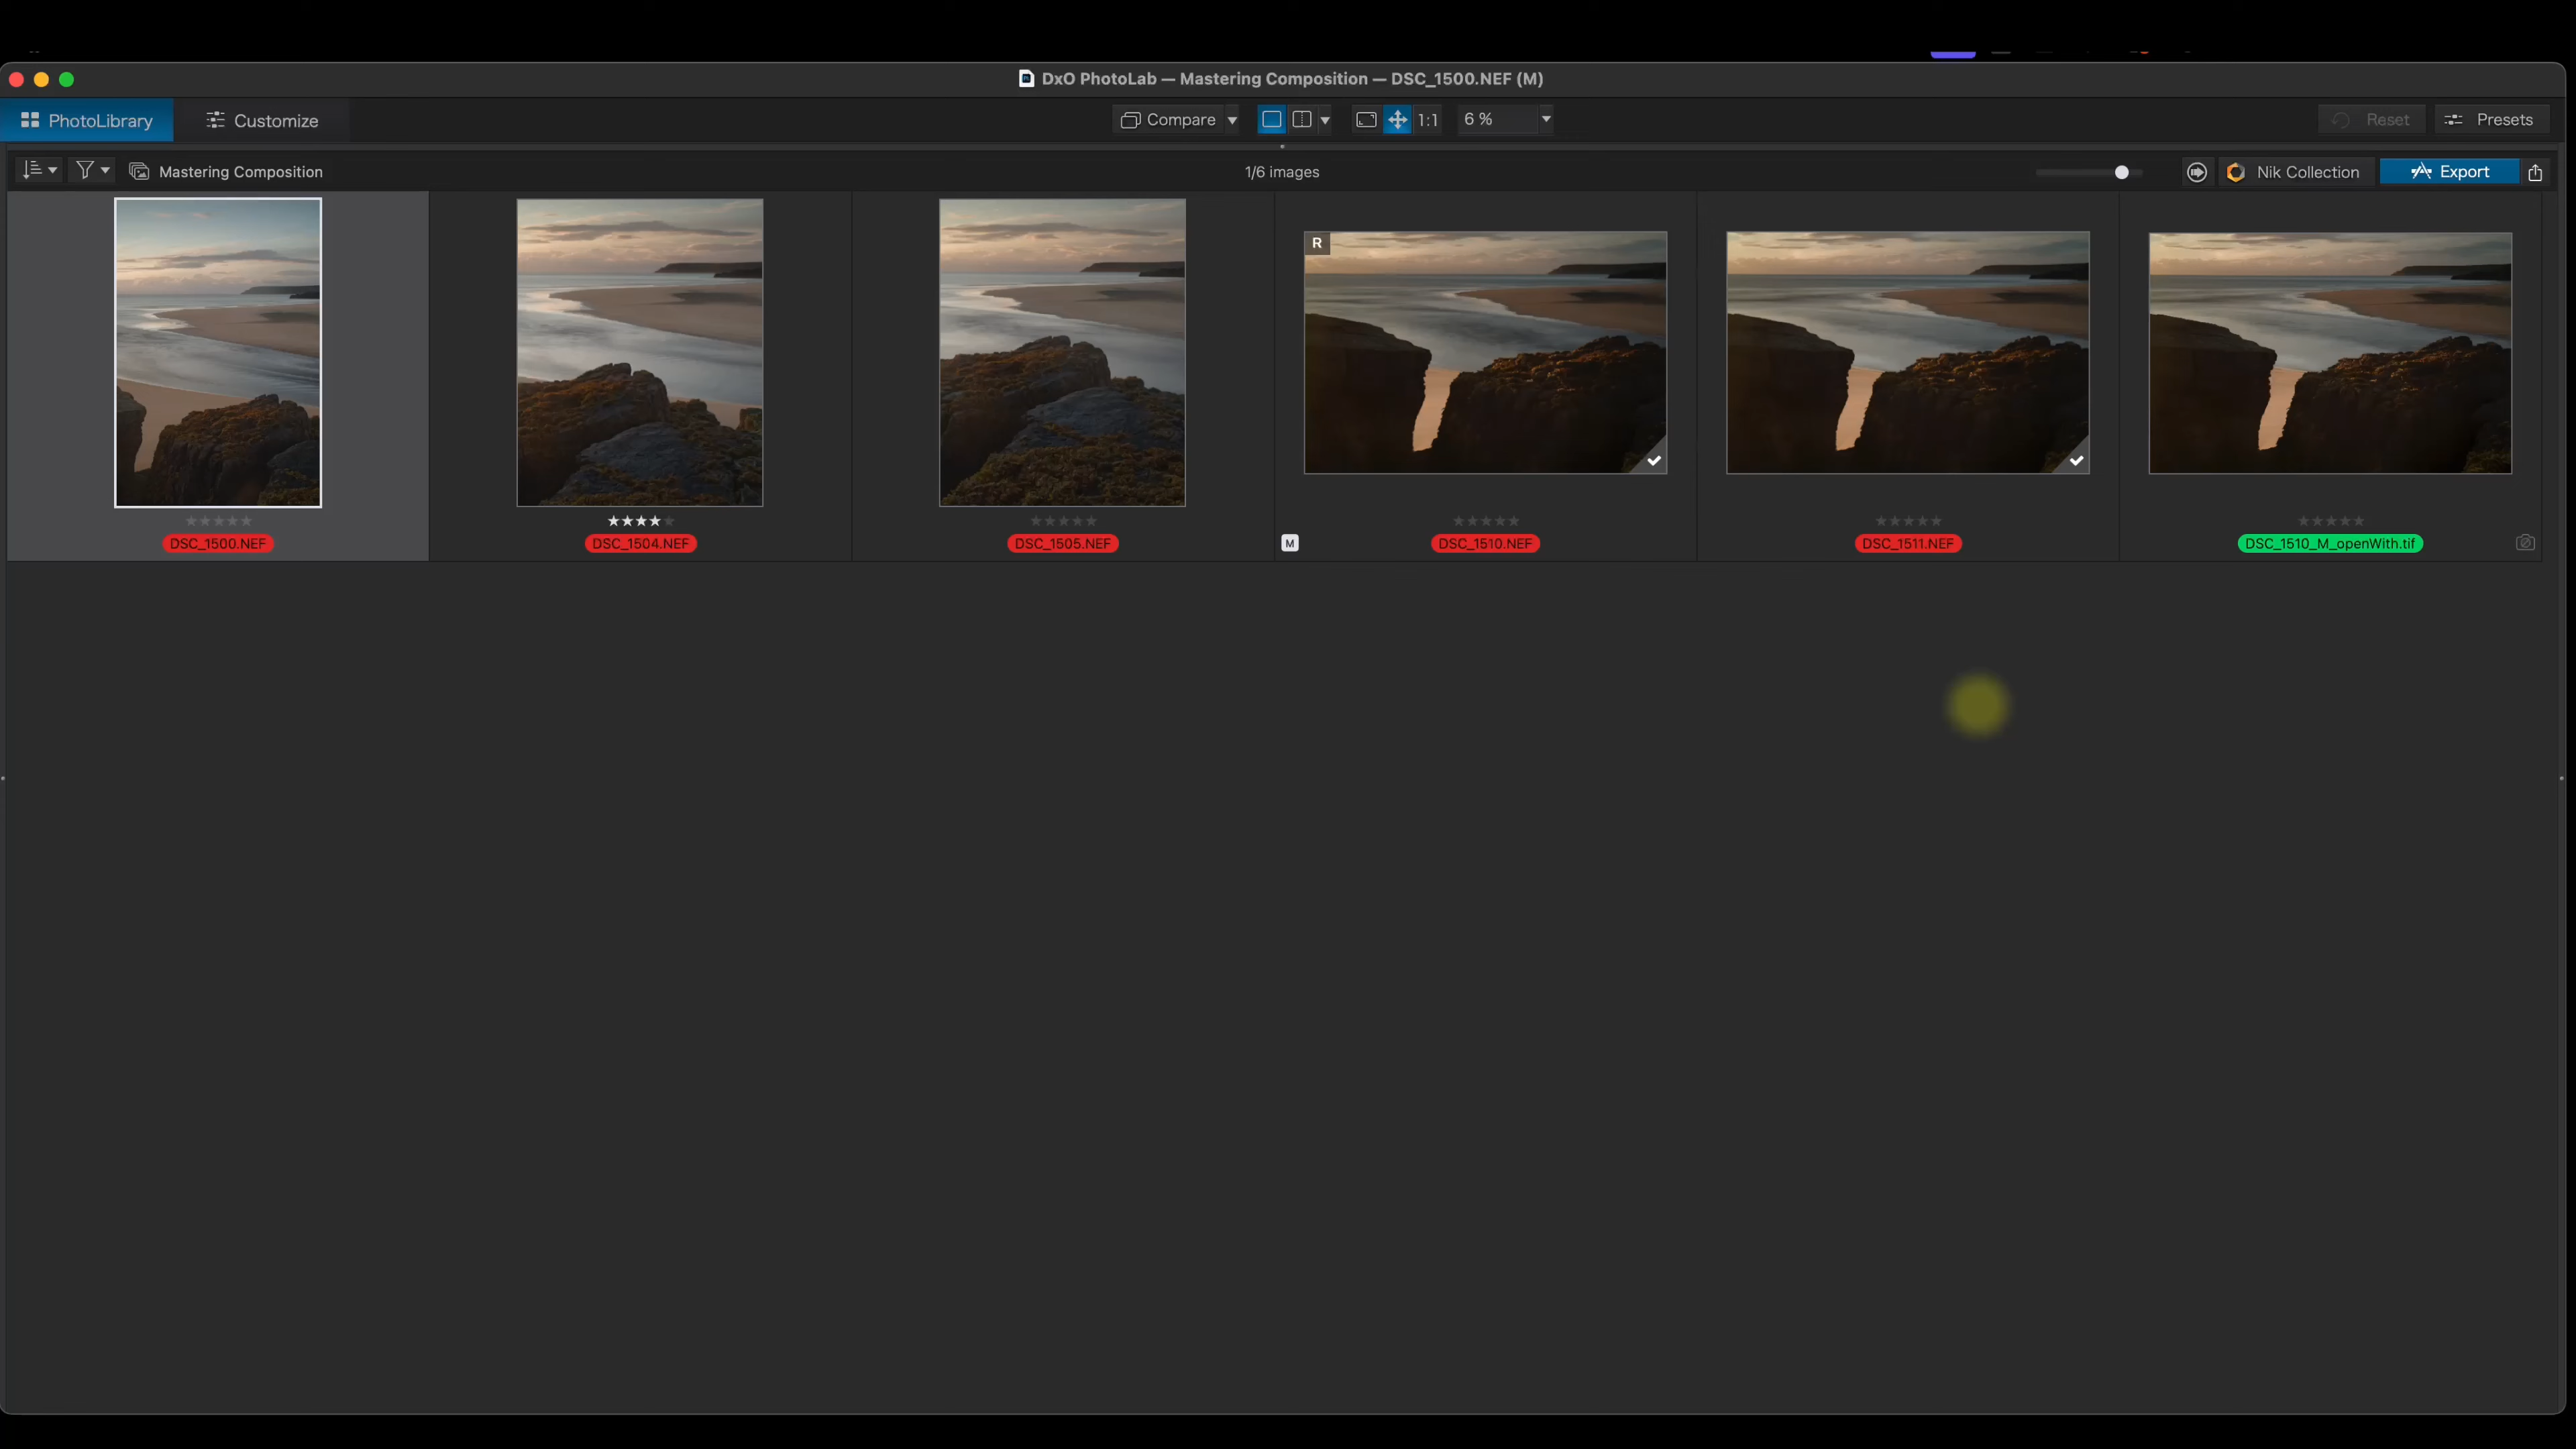 DxO PhotoLab — Mastering Composition — DSC_1500.NEF (M)
PhotoLibrary
Customize
Compare
1:1
6 %
Reset
Presets
Mastering Composition
1/6 images
Nik Collection
Export
R
DSC_1500.NEF
DSC_1504.NEF
DSC_1505.NEF
M
DSC_1510.NEF
DSC_1511.NEF
DSC_1510_M_openWith.tif